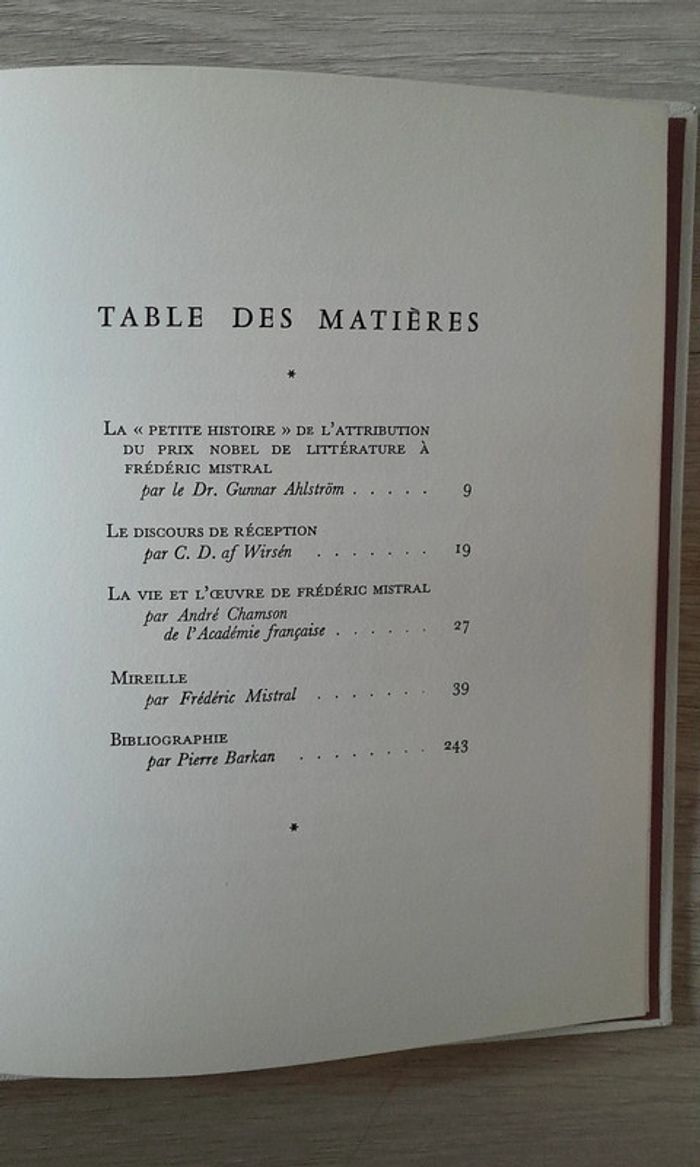 TABLE DES MATIÈRES
*
LA « PETITE HISTOIRE » DE L'ATTRIBUTION
DU PRIX NOBEL DE LITTÉRATURE À
FRÉDÉRIC MISTRAL
par le Dr. Gunnar Ahlström . . . . . 9
LE DISCOURS DE RÉCEPTION
par C. D. af Wirsén . . . . . . . 19
LA VIE ET L'ŒUVRE DE FRÉDÉRIC MISTRAL
par André Chamson
de l'Académie française . . . . . . 27
MIREILLE
par Frédéric Mistral . . . . . . . 39
BIBLIOGRAPHIE
par Pierre Barkan . . . . . . . . 243
*